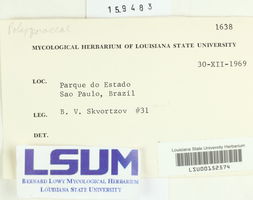 159483
Polyporaceae
1638
MYCOLOGICAL HERBARIUM OF LOUISIANA STATE UNIVERSITY
30-XII-1969
LOC. Parque do Estado
Sao Paulo, Brazil
LEG. B. V. Skvortzov #31
DET.
LSUM
BERNARD LOWY MYCOLOGICAL HERBARIUM
LOUISIANA STATE UNIVERSITY
Louisiana State University Herbarium
LSU00152574